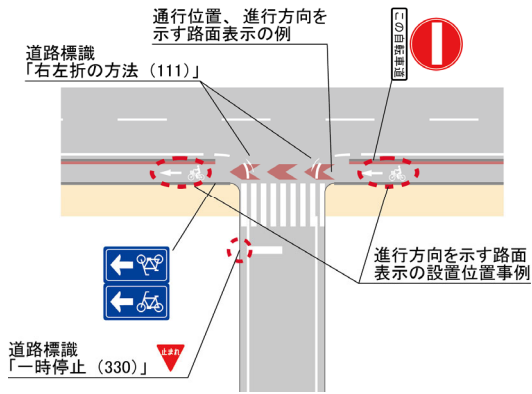 通行位置、進行方向を
示す路面表示の例
この自転車道
道路標識
「右左折の方法（111）」
進行方向を示す路面
表示の設置位置事例
道路標識
「一時停止（330）」
止まれ